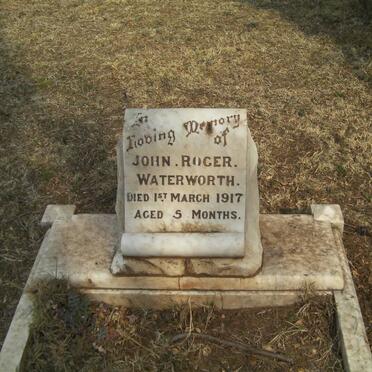 In
Loving Memory
of
JOHN. ROGER.
WATERWORTH.
DIED 1ST MARCH 1917
AGED 5 MONTHS.